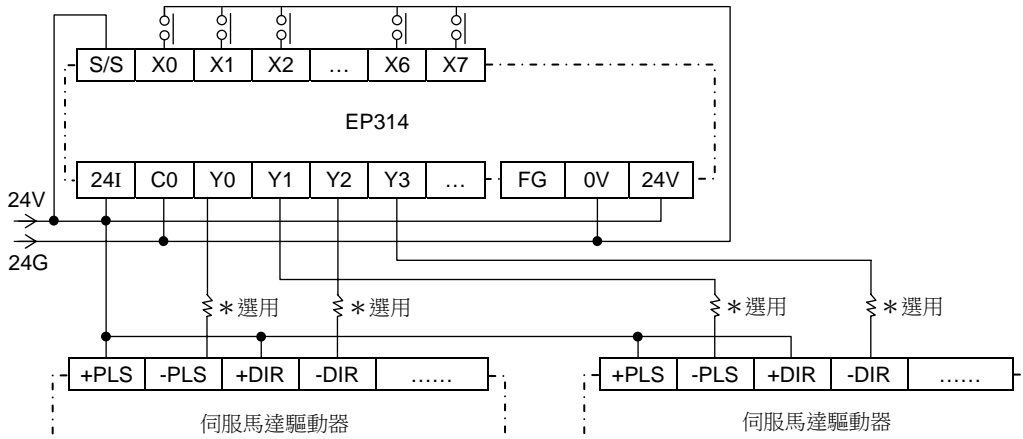 S/S X0 X1 X2 … X6 X7
EP314
24I C0 Y0 Y1 Y2 Y3 … FG 0V 24V
24V
24G
＊選用 ＊選用 ＊選用 ＊選用
+PLS -PLS +DIR -DIR …… +PLS -PLS +DIR -DIR ……
伺服馬達驅動器 伺服馬達驅動器